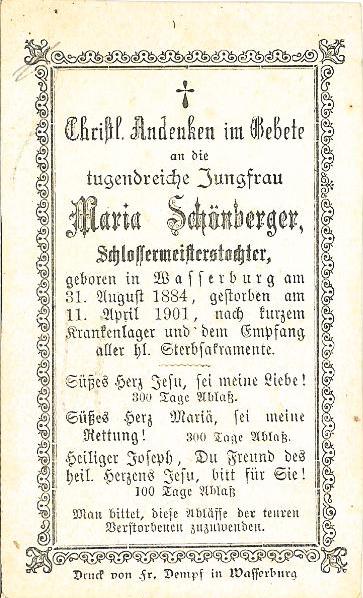 Christl. Andenken im Gebete
an die
tugendreiche Jungfrau
Maria Schönberger,
Schlossermeisterstochter,
geboren in Wasserburg am
31. August 1884, gestorben am
11. April 1901, nach kurzem
Krankenlager und dem Empfang
aller hl. Sterbsakramente.
Süßes Herz Jesu, sei meine Liebe!
300 Tage Ablaß.
Süßes Herz Mariä, sei meine
Rettung! 300 Tage Ablaß.
Heiliger Joseph, Du Freund des
heil. Herzens Jesu, bitt für Sie!
100 Tage Ablaß
Man bittet, diese Ablässe der teuren
Verstorbenen zuzuwenden.
Druck von Fr. Dempf in Wasserburg